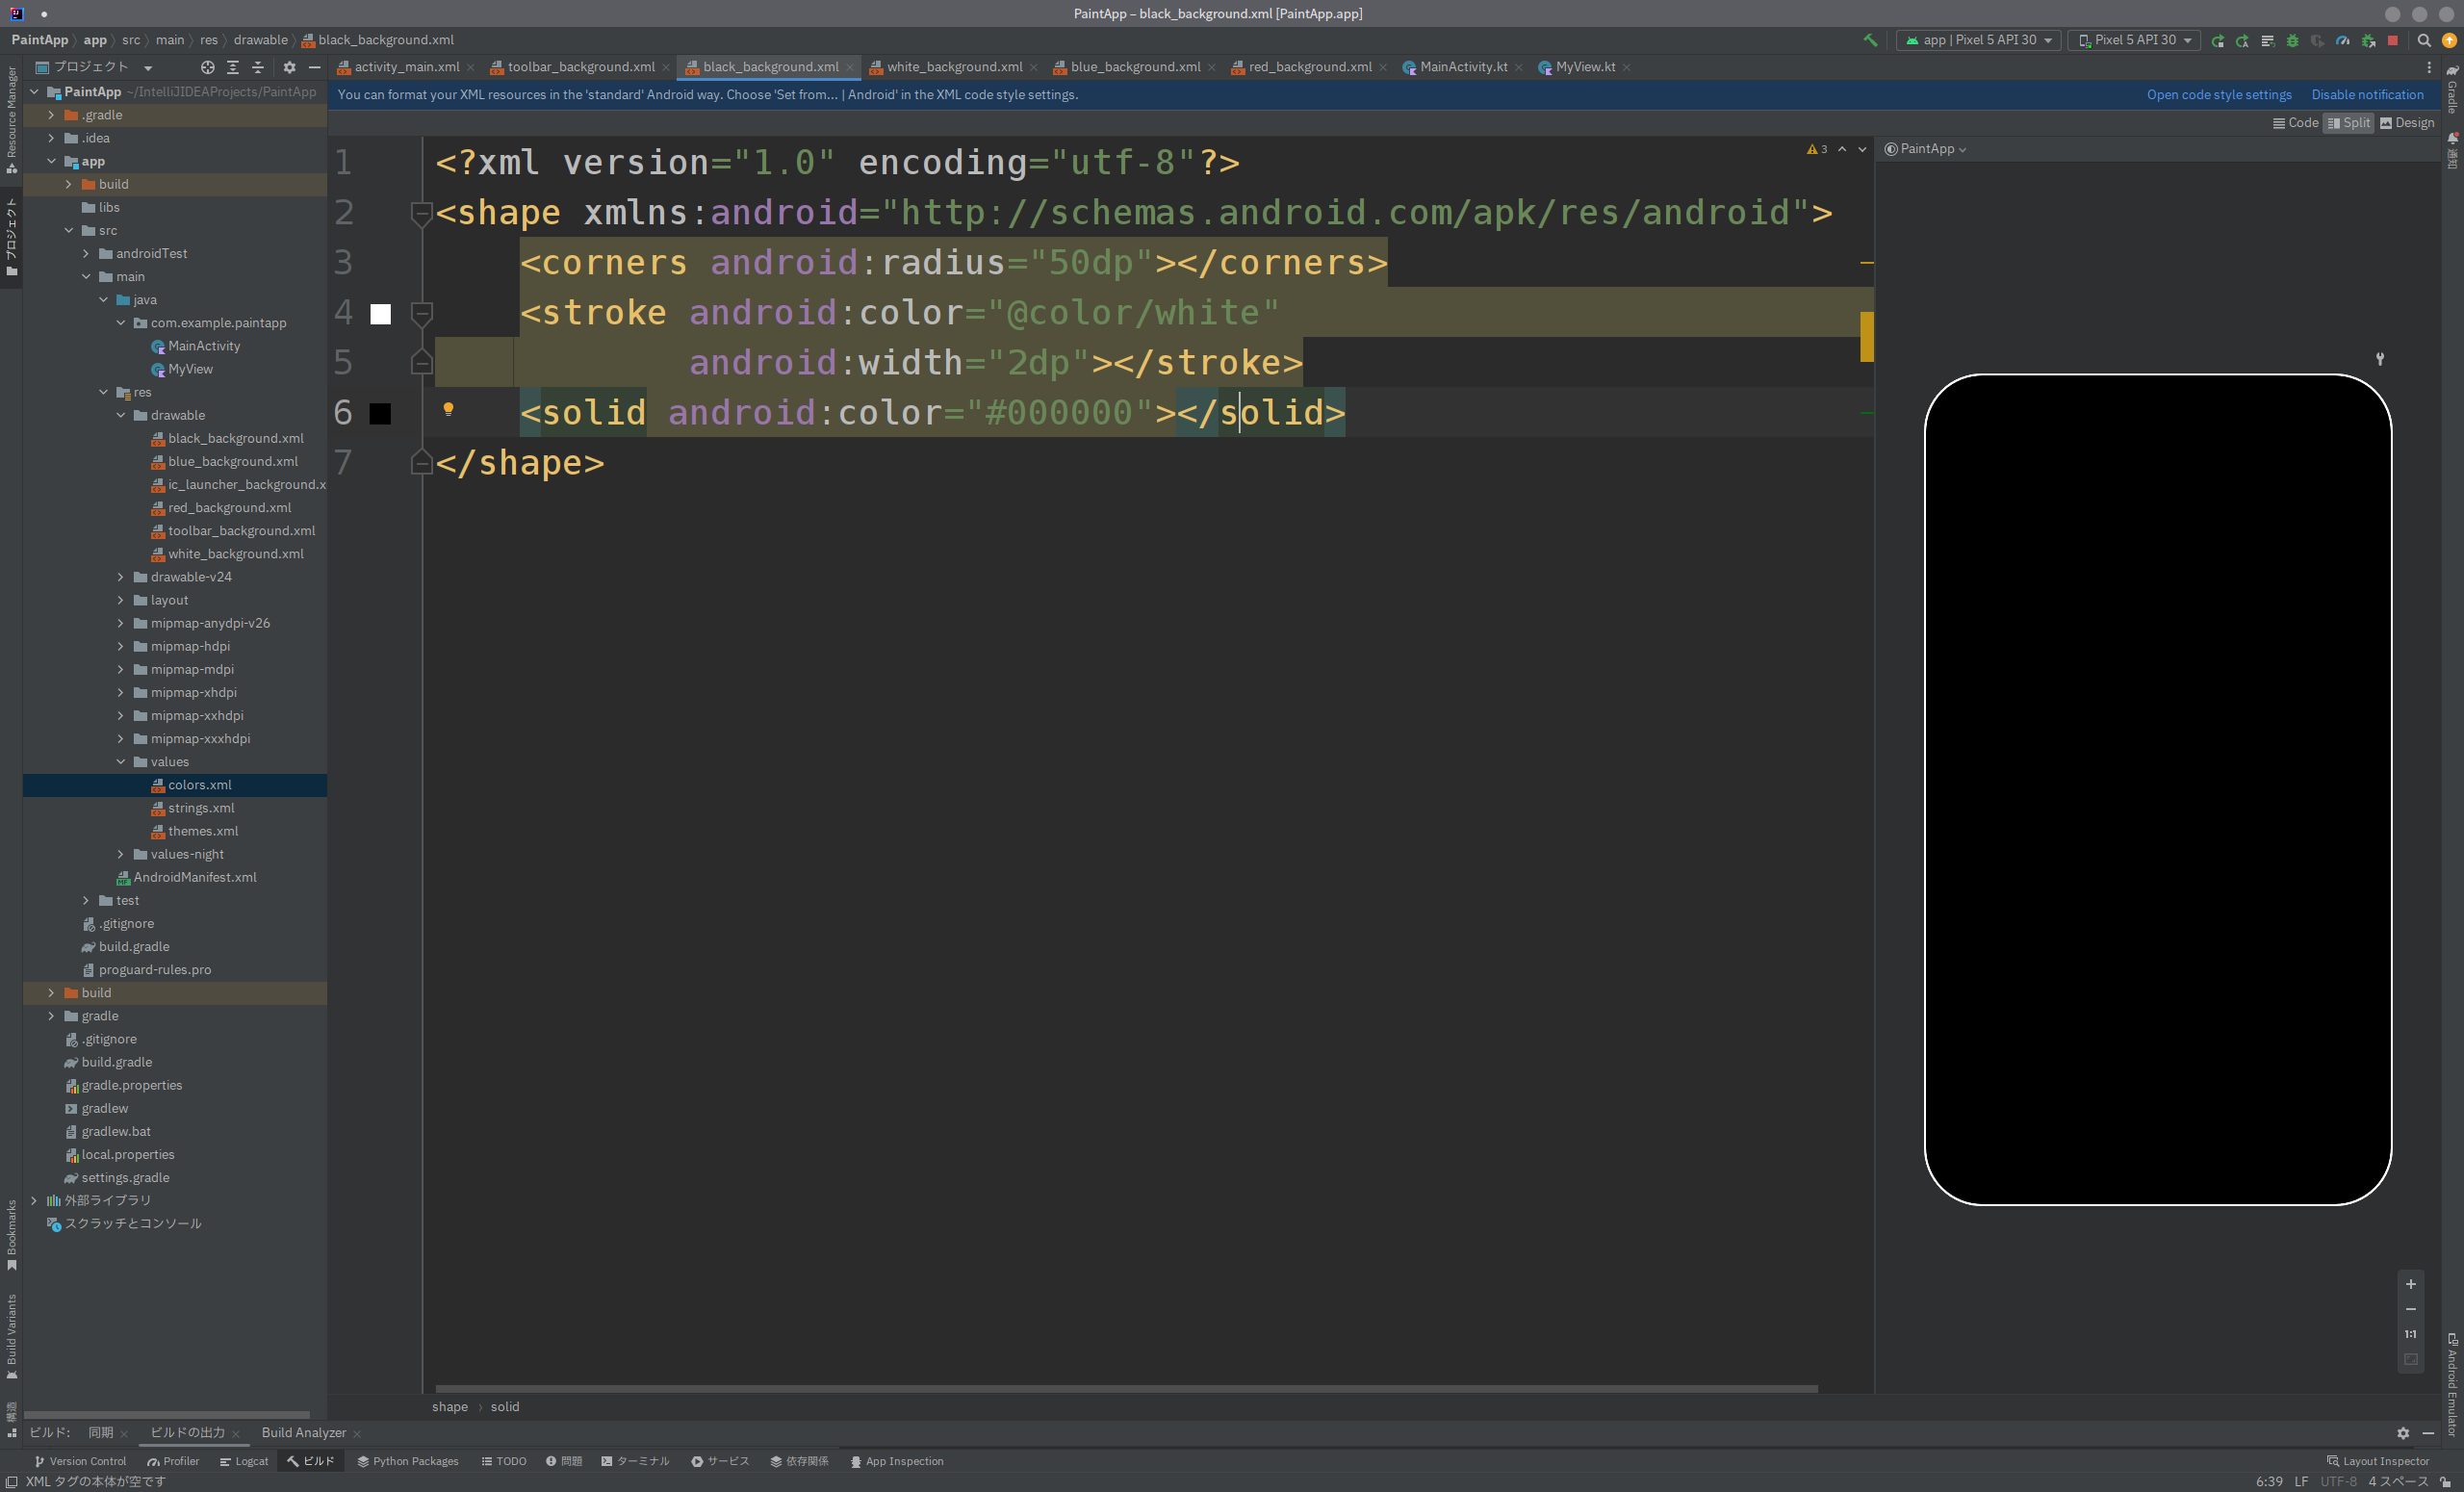 PaintApp – black_background.xml [PaintApp.app]
PaintApp app src main res drawable black_background.xml
app | Pixel 5 API 30
Pixel 5 API 30
プロジェクト
activity_main.xml toolbar_background.xml black_background.xml white_background.xml blue_background.xml red_background.xml MainActivity.kt MyView.kt
You can format your XML resources in the 'standard' Android way. Choose 'Set from... | Android' in the XML code style settings.
Open code style settings Disable notification
Code Split Design
PaintApp
3
Resource Manager
プロジェクト
Bookmarks
Build Variants
構造
PaintApp ~/IntelliJIDEAProjects/PaintApp
.gradle
.idea
app
build
libs
src
androidTest
main
java
com.example.paintapp
MainActivity
MyView
res
drawable
black_background.xml
blue_background.xml
ic_launcher_background.x
red_background.xml
toolbar_background.xml
white_background.xml
drawable-v24
layout
mipmap-anydpi-v26
mipmap-hdpi
mipmap-mdpi
mipmap-xhdpi
mipmap-xxhdpi
mipmap-xxxhdpi
values
colors.xml
strings.xml
themes.xml
values-night
AndroidManifest.xml
test
.gitignore
build.gradle
proguard-rules.pro
build
gradle
.gitignore
build.gradle
gradle.properties
gradlew
gradlew.bat
local.properties
settings.gradle
外部ライブラリ
スクラッチとコンソール
1 <?xml version="1.0" encoding="utf-8"?>
2 <shape xmlns:android="http://schemas.android.com/apk/res/android">
3 <corners android:radius="50dp"></corners>
4 <stroke android:color="@color/white"
5 android:width="2dp"></stroke>
6 <solid android:color="#000000"></solid>
7 </shape>
Gradle
通知
Android Emulator
+
−
1:1
shape solid
ビルド: 同期 ビルドの出力 Build Analyzer
Version Control Profiler Logcat ビルド Python Packages TODO 問題 ターミナル サービス 依存関係 App Inspection Layout Inspector
XML タグの本体が空です
6:39 LF UTF-8 4 スペース